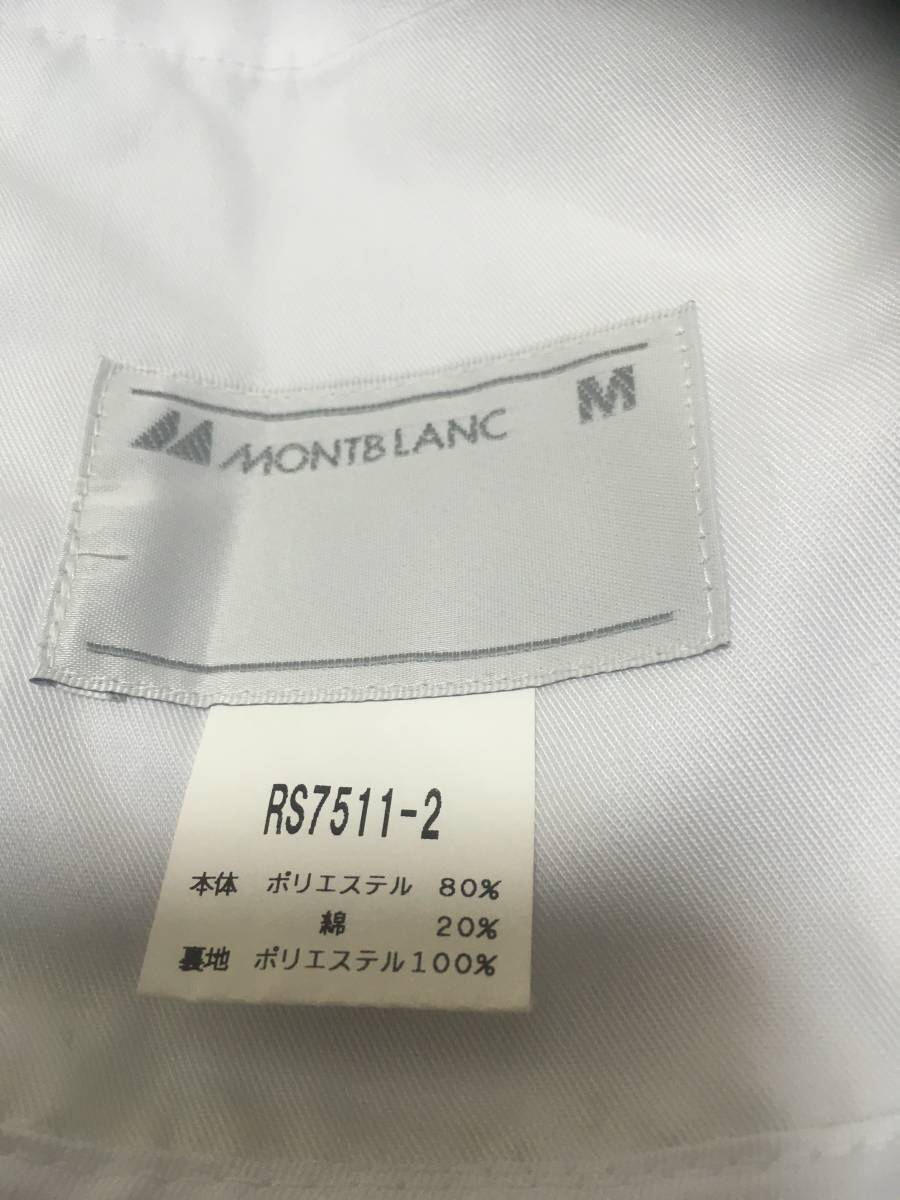 MONTBLANC M
RS7511-2
本体 ポリエステル 80%
綿 20%
裏地 ポリエステル100%